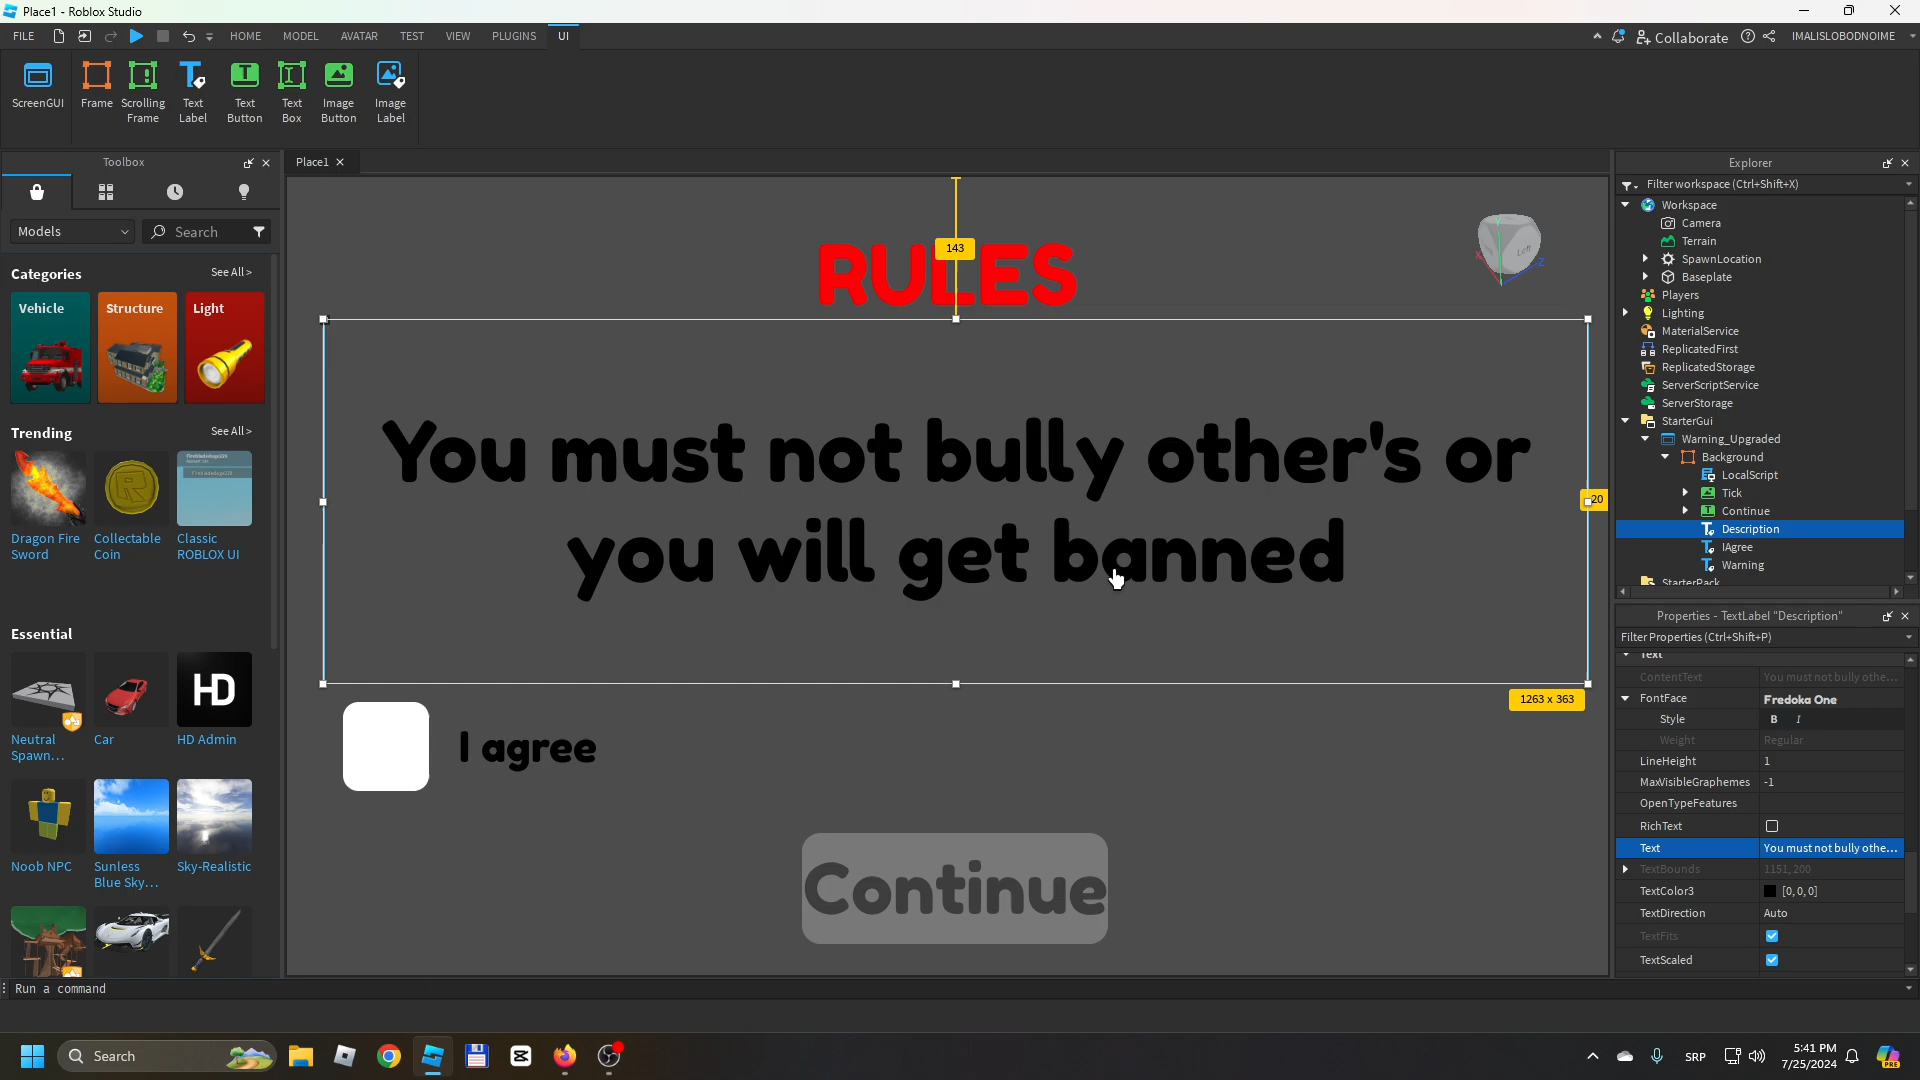 Place1 - Roblox Studio
FILE HOME MODEL AVATAR TEST VIEW PLUGINS UI
Collaborate IMALISLOBODNOIME
ScreenGUI
Frame
Scrolling
Frame
Text
Label
Text
Button
Text
Box
Image
Button
Image
Label
Toolbox
Models
Search
Categories
See All >
Vehicle
Structure
Light
Trending
See All >
Dragon Fire
Sword
Collectable
Coin
Classic
ROBLOX UI
Essential
HD
Neutral
Spawn...
Car
HD Admin
Noob NPC
Sunless
Blue Sky...
Sky-Realistic
Place1
143
RULES
Left
You must not bully other's or
you will get banned
20
1263 x 363
I agree
Continue
Explorer
Filter workspace (Ctrl+Shift+X)
Workspace
Camera
Terrain
SpawnLocation
Baseplate
Players
Lighting
MaterialService
ReplicatedFirst
ReplicatedStorage
ServerScriptService
ServerStorage
StarterGui
Warning_Upgraded
Background
LocalScript
Tick
Continue
Description
IAgree
Warning
StarterPack
Properties - TextLabel "Description"
Filter Properties (Ctrl+Shift+P)
Text
ContentText You must not bully othe...
FontFace Fredoka One
Style B I
Weight Regular
LineHeight 1
MaxVisibleGraphemes -1
OpenTypeFeatures
RichText
Text You must not bully othe...
TextBounds 1151, 200
TextColor3 [0, 0, 0]
TextDirection Auto
TextFits
TextScaled
Run a command
Search
SRP
5:41 PM
7/25/2024
PRE